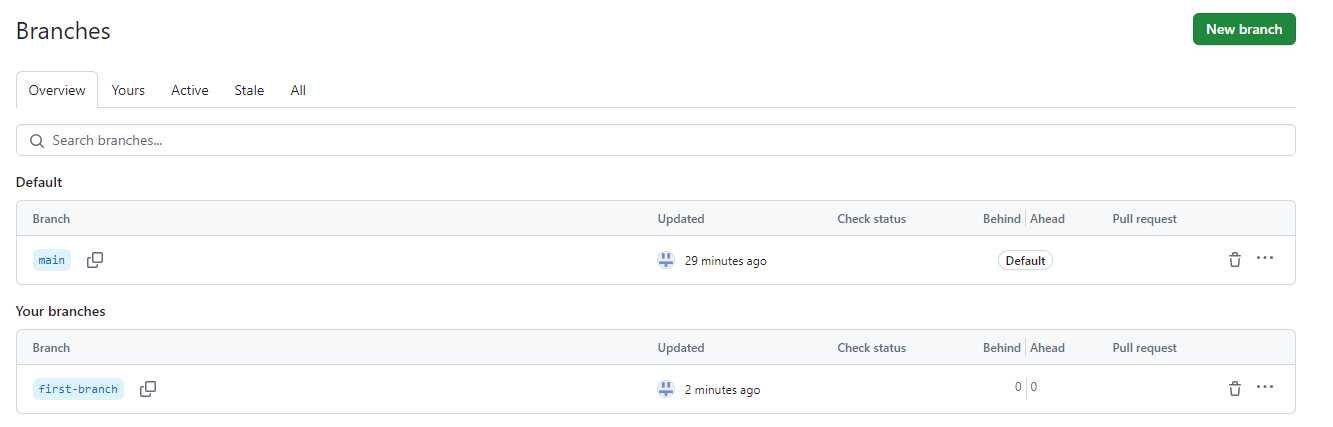 Branches
New branch
Overview Yours Active Stale All
Search branches...
Default
Branch Updated Check status Behind Ahead Pull request
main 29 minutes ago Default
Your branches
Branch Updated Check status Behind Ahead Pull request
first-branch 2 minutes ago 0 0